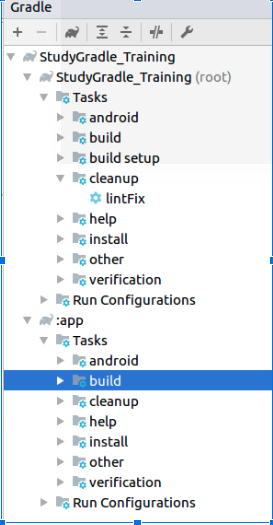 Gradle
StudyGradle_Training
StudyGradle_Training (root)
Tasks
android
build
build setup
cleanup
lintFix
help
install
other
verification
Run Configurations
:app
Tasks
android
build
cleanup
help
install
other
verification
Run Configurations